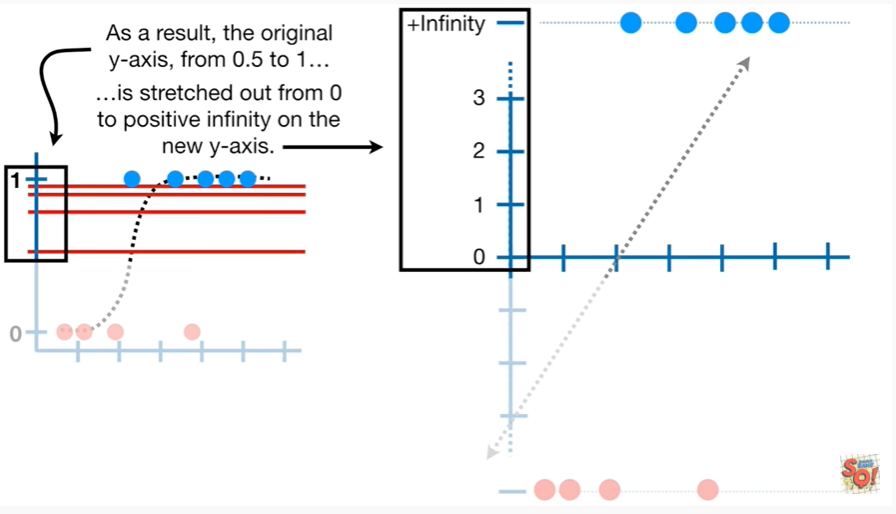 As a result, the original
y-axis, from 0.5 to 1…
…is stretched out from 0
to positive infinity on the
new y-axis.
1
0
+Infinity
3
2
1
0
SQ!